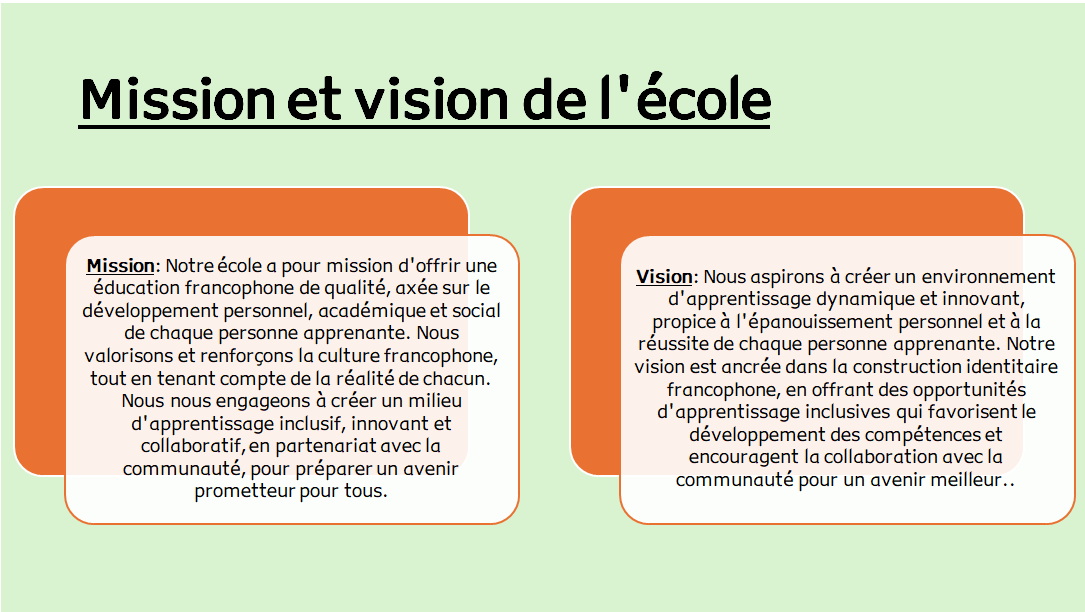 Mission et vision de l'école
Mission: Notre école a pour mission d'offrir une
éducation francophone de qualité, axée sur le
développement personnel, académique et social
de chaque personne apprenante. Nous
valorisons et renforçons la culture francophone,
tout en tenant compte de la réalité de chacun.
Nous nous engageons à créer un milieu
d'apprentissage inclusif, innovant et
collaboratif, en partenariat avec la
communauté, pour préparer un avenir
prometteur pour tous.
Vision: Nous aspirons à créer un environnement
d'apprentissage dynamique et innovant,
propice à l'épanouissement personnel et à la
réussite de chaque personne apprenante. Notre
vision est ancrée dans la construction identitaire
francophone, en offrant des opportunités
d'apprentissage inclusives qui favorisent le
développement des compétences et
encouragent la collaboration avec la
communauté pour un avenir meilleur..